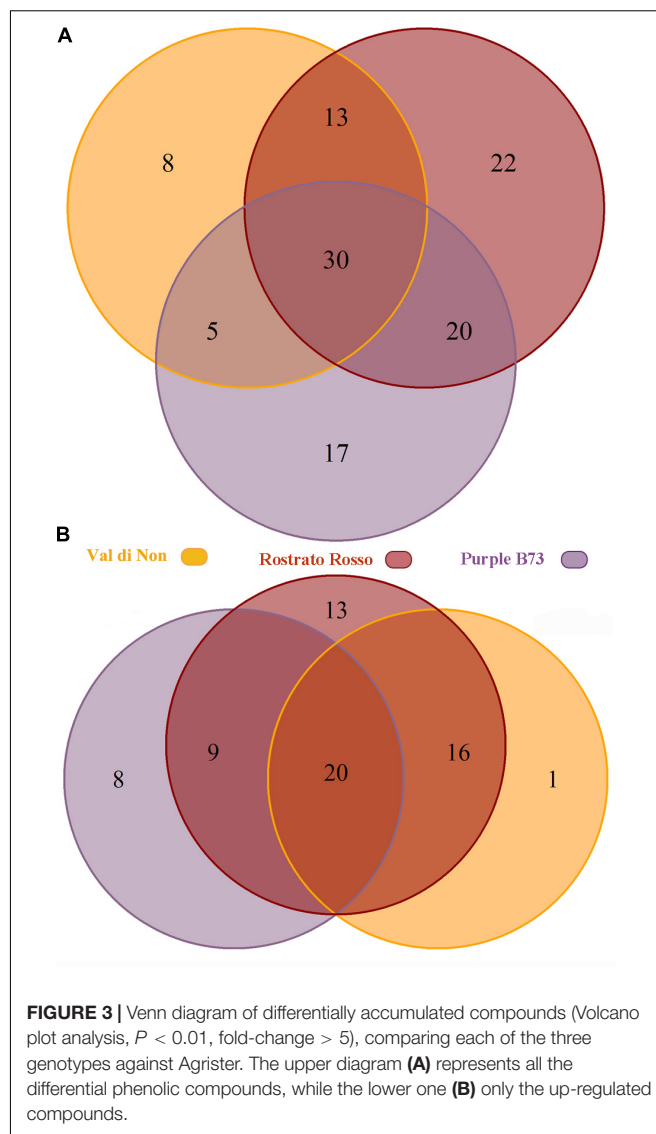 A
13
8
22
30
5
20
17
B
Val di Non Rostrato Rosso Purple B73
13
9
20
16
8
1
FIGURE 3 | Venn diagram of differentially accumulated compounds (Volcano
plot analysis, P < 0.01, fold-change > 5), comparing each of the three
genotypes against Agrister. The upper diagram (A) represents all the
differential phenolic compounds, while the lower one (B) only the up-regulated
compounds.